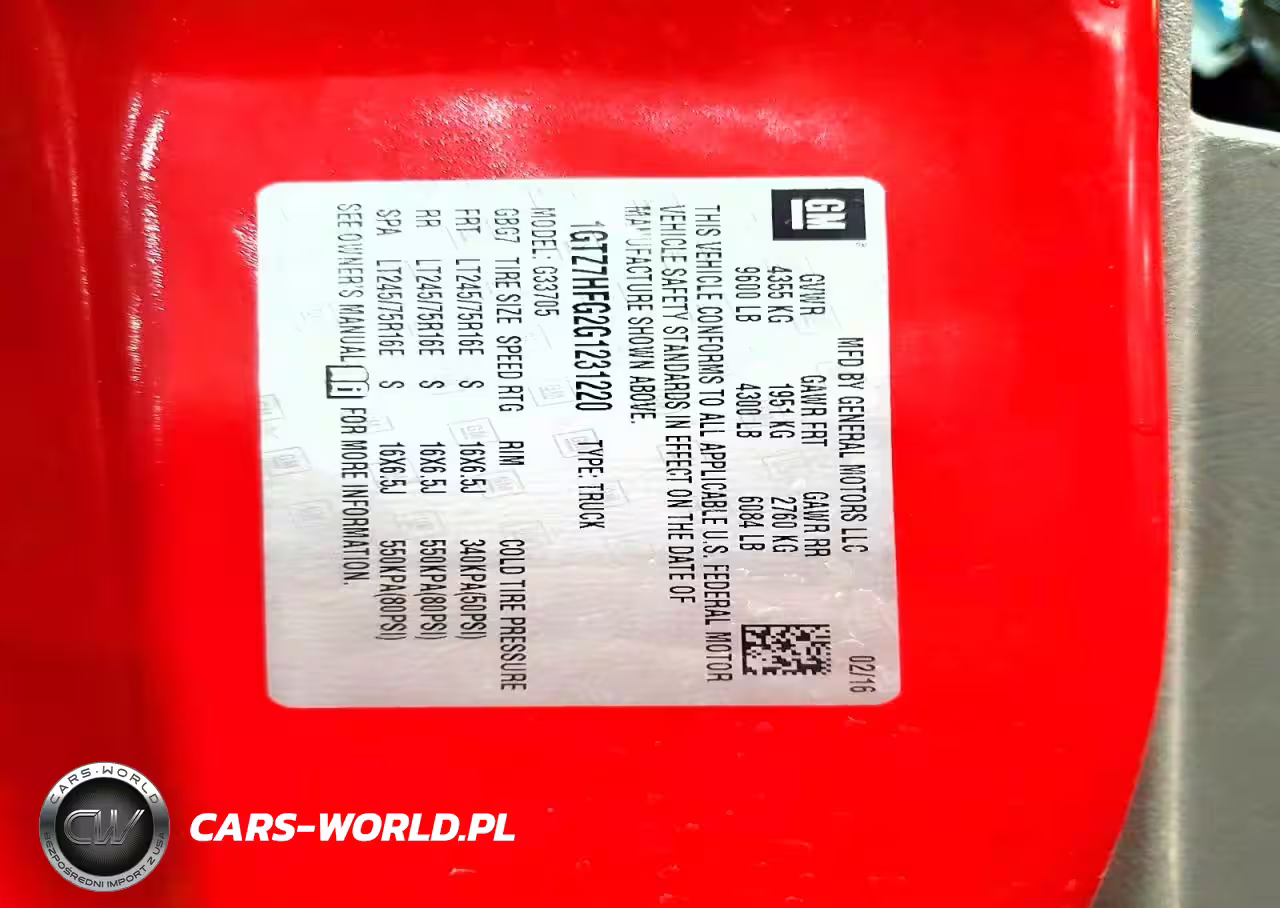 GM
MFD BY GENERAL MOTORS LLC 02/16
GVWR GAWR FRT GAWR RR
4355 KG 1951 KG 2760 KG
9600 LB 4300 LB 6084 LB
THIS VEHICLE CONFORMS TO ALL APPLICABLE U.S. FEDERAL MOTOR
VEHICLE SAFETY STANDARDS IN EFFECT ON THE DATE OF
MANUFACTURE SHOWN ABOVE.
1GTZ7HFG2G1231220 TYPE: TRUCK
MODEL: G33705
GBG7 TIRE SIZE SPEED RTG RIM COLD TIRE PRESSURE
FRT LT245/75R16E S 16X6.5J 340KPA(50PSI)
RR LT245/75R16E S 16X6.5J 550KPA(80PSI)
SPA LT245/75R16E S 16X6.5J 550KPA(80PSI)
SEE OWNER'S MANUAL FOR MORE INFORMATION.
CARS-WORLD
CW
BEZPOŚREDNI IMPORT Z USA
CARS-WORLD.PL